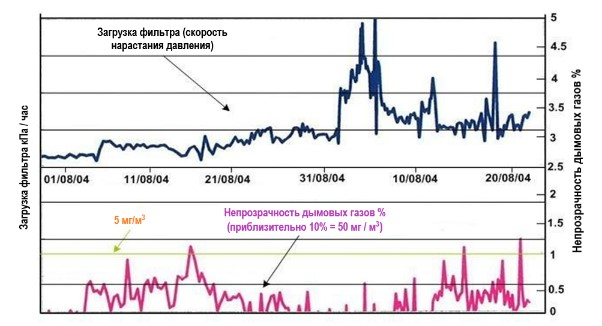 Загрузка фильтра (скорость
нарастания давления)
Загрузка фильтра кПа / час
Непрозрачность дымовых газов %
5
4.5
4
3.5
3
2.5
01/08/04
11/08/04
21/08/04
31/08/04
10/08/04
20/08/04
2
1.5
1
0.5
0
5 мг/м³
Непрозрачность дымовых газов %
(приблизительно 10% = 50 мг / м³)